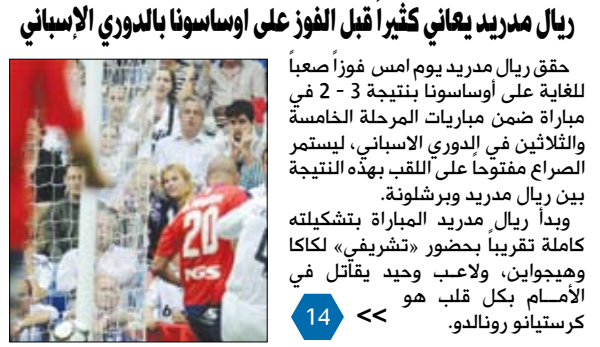 ريال مدريد يعاني كثيراً قبل الفوز على اوساسونا بالدوري الإسباني
حقق ريال مدريد يوم امس فوزاً صعباً
للغاية على أوساسونا بنتيجة 3 - 2 في
مباراة ضمن مباريات المرحلة الخامسة
والثلاثين في الدوري الاسباني، ليستمر
الصراع مفتوحاً على اللقب بهذه النتيجة
بين ريال مدريد وبرشلونة.
وبدأ ريال مدريد المباراة بتشكيلته
كاملة تقريباً بحضور «تشريفي» لكاكا
وهيجواين، ولاعب وحيد يقاتل في
الأمام بكل قلب هو
كرستيانو رونالدو.
>> 14
20
NGS